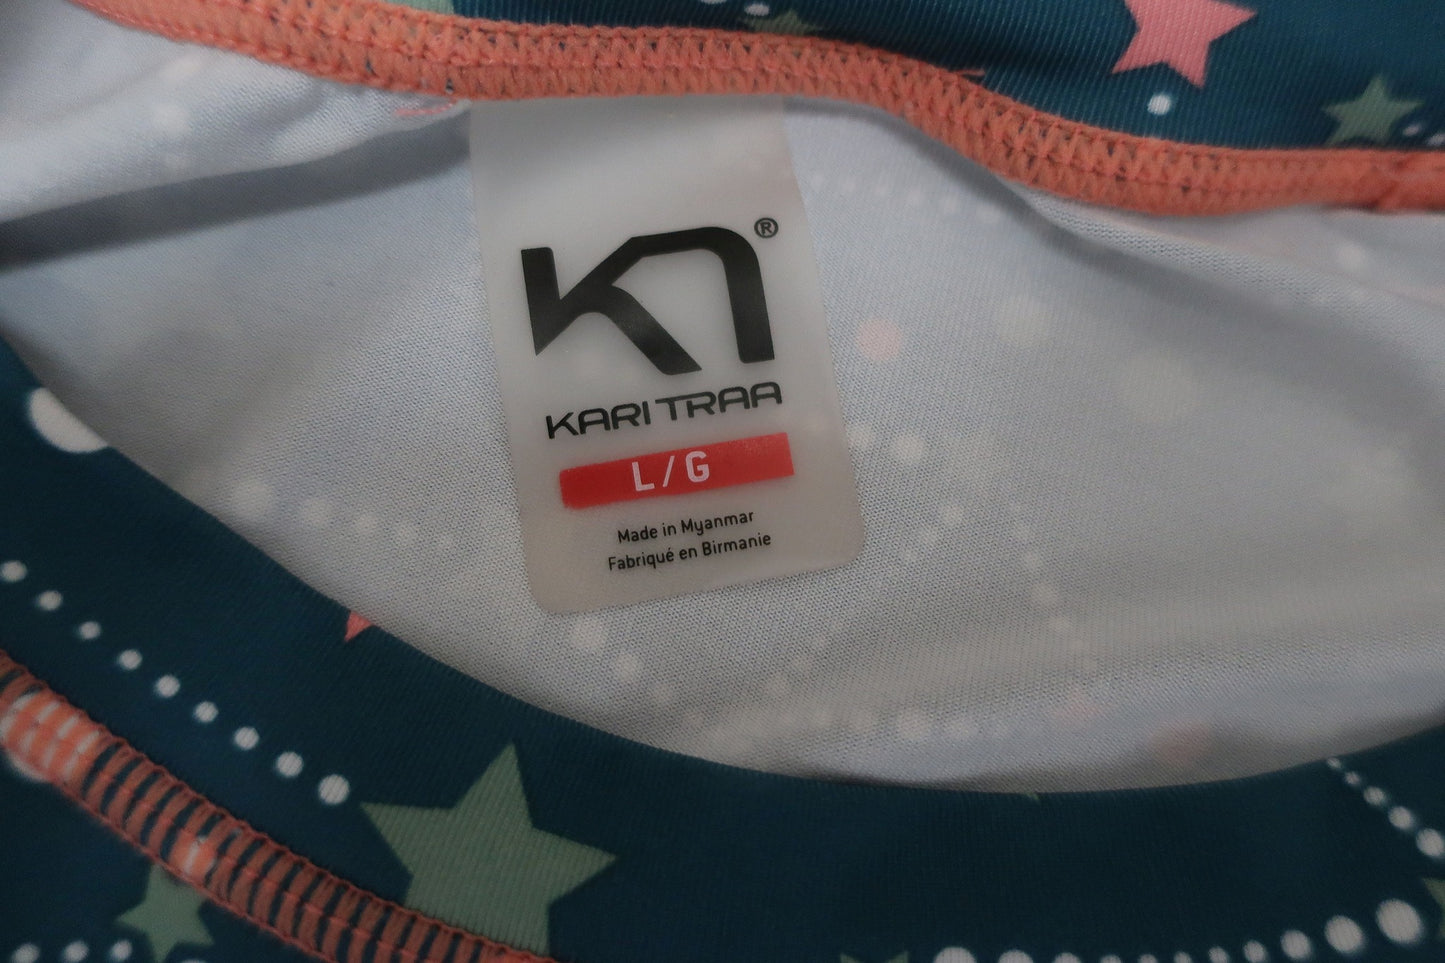 ®
KARI TRAA
L/G
Made in Myanmar
Fabriqué en Birmanie